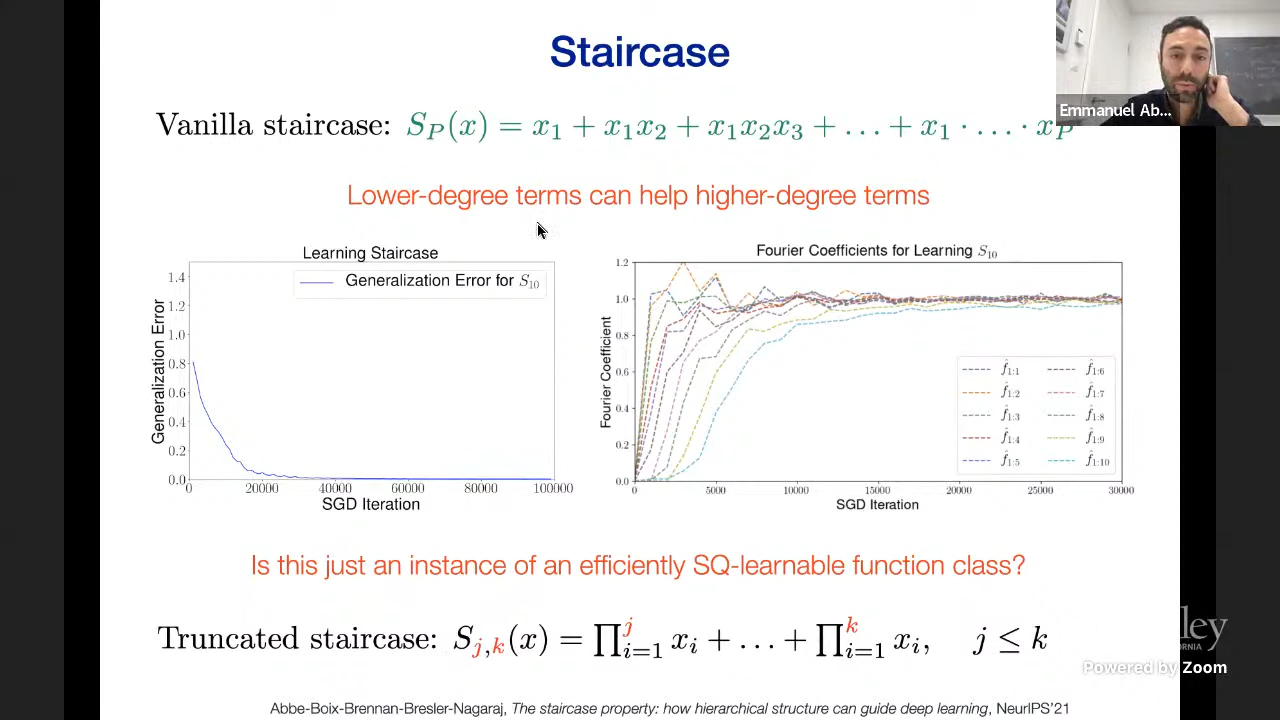 Staircase
Emmanuel Ab...
Vanilla staircase: S_P(x) = x_1 + x_1x_2 + x_1x_2x_3 + ... + x_1 · ... · x_P
Lower-degree terms can help higher-degree terms
Learning Staircase
Generalization Error for S_10
Generalization Error
1.4
1.2
1.0
0.8
0.6
0.4
0.2
0.0
20000 40000 60000 80000 100000
SGD Iteration
Fourier Coefficients for Learning S_10
Fourier Coefficient
1.2
1.0
0.8
0.6
0.4
0.2
0.0
f̂_1:1 f̂_1:6
f̂_1:2 f̂_1:7
f̂_1:3 f̂_1:8
f̂_1:4 f̂_1:9
f̂_1:5 f̂_1:10
0 5000 10000 15000 20000 25000 30000
SGD Iteration
Is this just an instance of an efficiently SQ-learnable function class?
Truncated staircase: S_j,k(x) = ∏_{i=1}^{j} x_i + ... + ∏_{i=1}^{k} x_i, j ≤ k
Powered by Zoom
Abbe-Boix-Brennan-Bresler-Nagaraj, The staircase property: how hierarchical structure can guide deep learning, NeurIPS'21